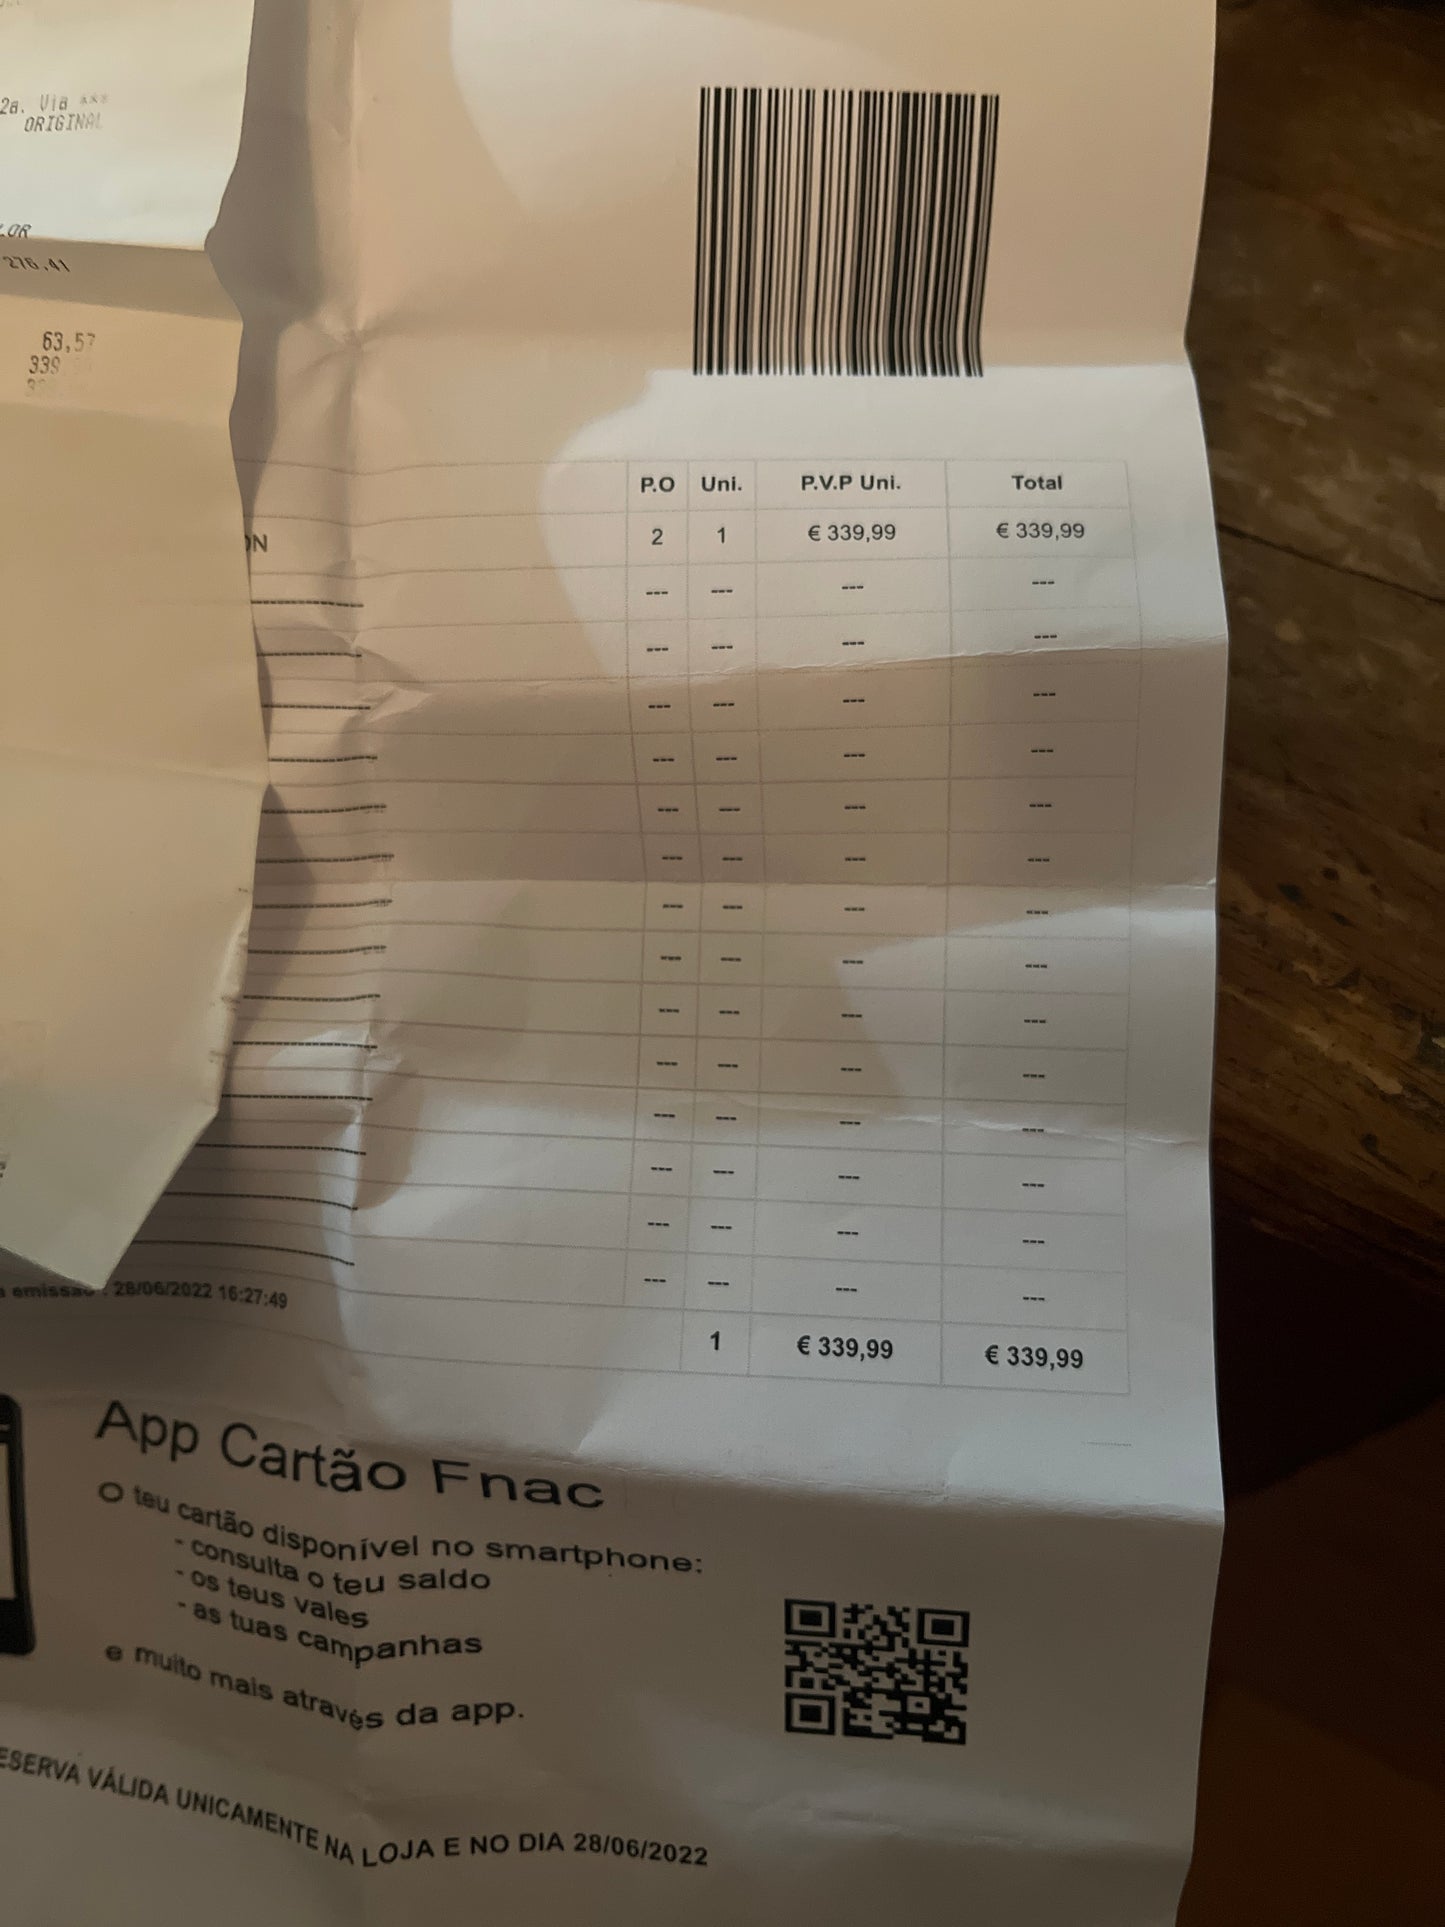 2a. Via ***
ORIGINAL
LOR
276,41
63,57
339
P.O Uni. P.V.P Uni. Total
ON 2 1 € 339,99 € 339,99
--- --- --- ---
--- --- --- ---
--- --- --- ---
--- --- --- ---
--- --- --- ---
--- --- --- ---
--- --- --- ---
--- --- --- ---
--- --- --- ---
--- --- --- ---
--- --- --- ---
--- --- --- ---
--- --- --- ---
--- --- --- ---
emissão : 28/06/2022 16:27:49
1 € 339,99 € 339,99
App Cartão Fnac
O teu cartão disponível no smartphone:
- consulta o teu saldo
- os teus vales
- as tuas campanhas
e muito mais através da app.
ESERVA VÁLIDA UNICAMENTE NA LOJA E NO DIA 28/06/2022